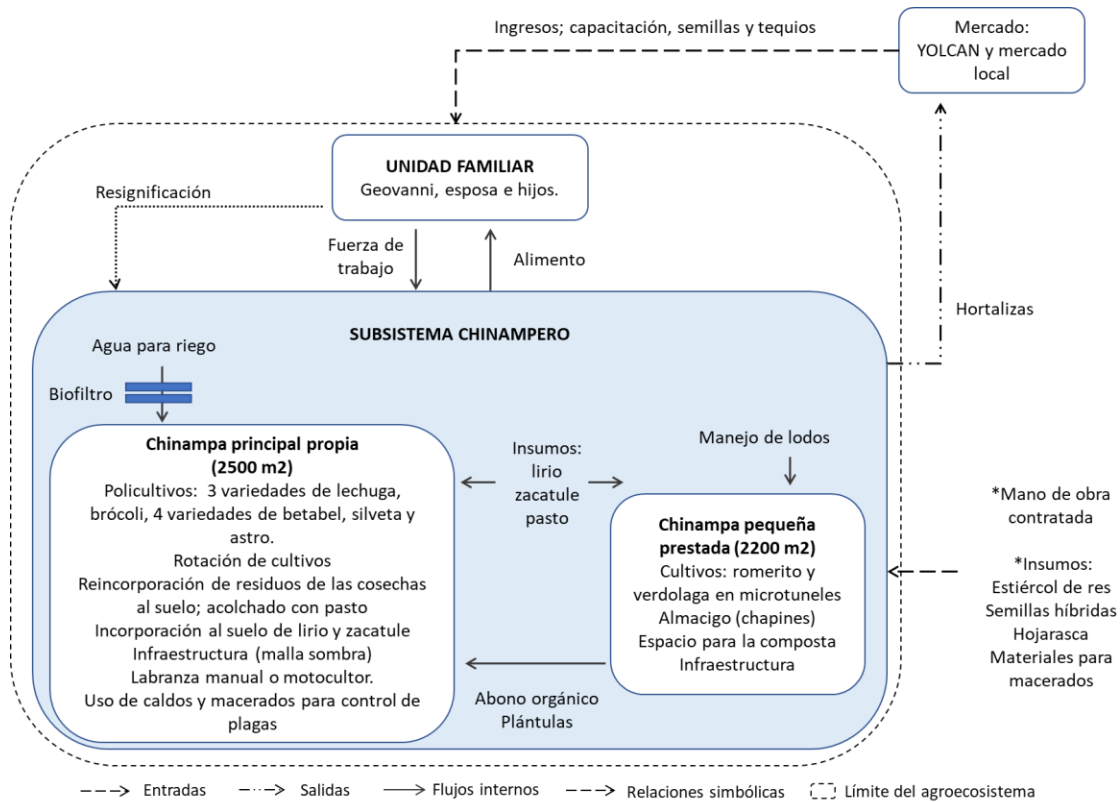 Ingresos; capacitación, semillas y tequios
Mercado:
YOLCAN y mercado
local
UNIDAD FAMILIAR
Geovanni, esposa e hijos.
Resignificación
Fuerza de
trabajo
Alimento
Hortalizas
SUBSISTEMA CHINAMPERO
Agua para riego
Biofiltro
Chinampa principal propia
(2500 m2)
Policultivos: 3 variedades de lechuga,
brócoli, 4 variedades de betabel, silveta y
astro.
Rotación de cultivos
Reincorporación de residuos de las cosechas
al suelo; acolchado con pasto
Incorporación al suelo de lirio y zacatule
Infraestructura (malla sombra)
Labranza manual o motocultor.
Uso de caldos y macerados para control de
plagas
Insumos:
lirio
zacatule
pasto
Manejo de lodos
Chinampa pequeña
prestada (2200 m2)
Cultivos: romerito y
verdolaga en microtuneles
Almacigo (chapines)
Espacio para la composta
Infraestructura
Abono orgánico
Plántulas
*Mano de obra
contratada
*Insumos:
Estiércol de res
Semillas híbridas
Hojarasca
Materiales para
macerados
Entradas
Salidas
Flujos internos
Relaciones simbólicas
Límite del agroecosistema